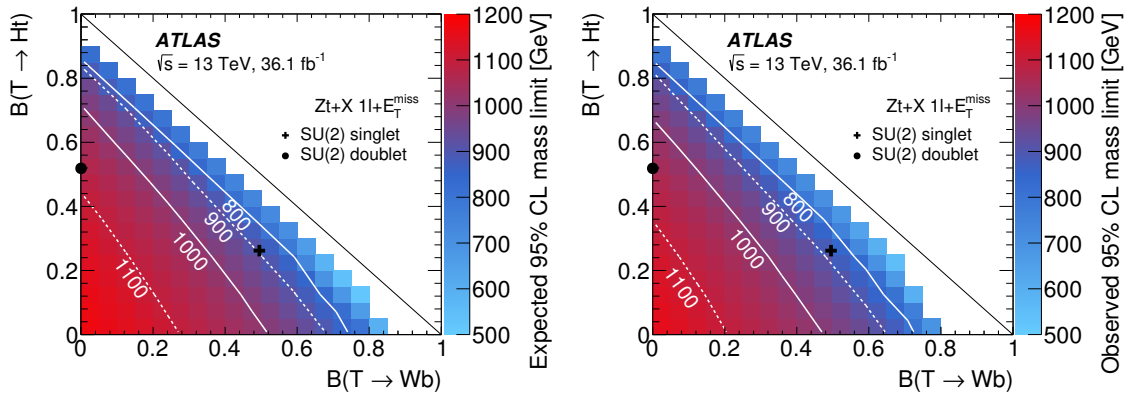 B(T → Ht)
1
0.8
0.6
0.4
0.2
0
ATLAS
√s = 13 TeV, 36.1 fb⁻¹
Zt+X 1l+E_T^miss
SU(2) singlet
SU(2) doublet
800
900
1000
1100
0 0.2 0.4 0.6 0.8 1
B(T → Wb)
1200
1100
1000
900
800
700
600
500
Expected 95% CL mass limit [GeV]
B(T → Ht)
1
0.8
0.6
0.4
0.2
0
ATLAS
√s = 13 TeV, 36.1 fb⁻¹
Zt+X 1l+E_T^miss
SU(2) singlet
SU(2) doublet
800
900
1000
1100
0 0.2 0.4 0.6 0.8 1
B(T → Wb)
1200
1100
1000
900
800
700
600
500
Observed 95% CL mass limit [GeV]